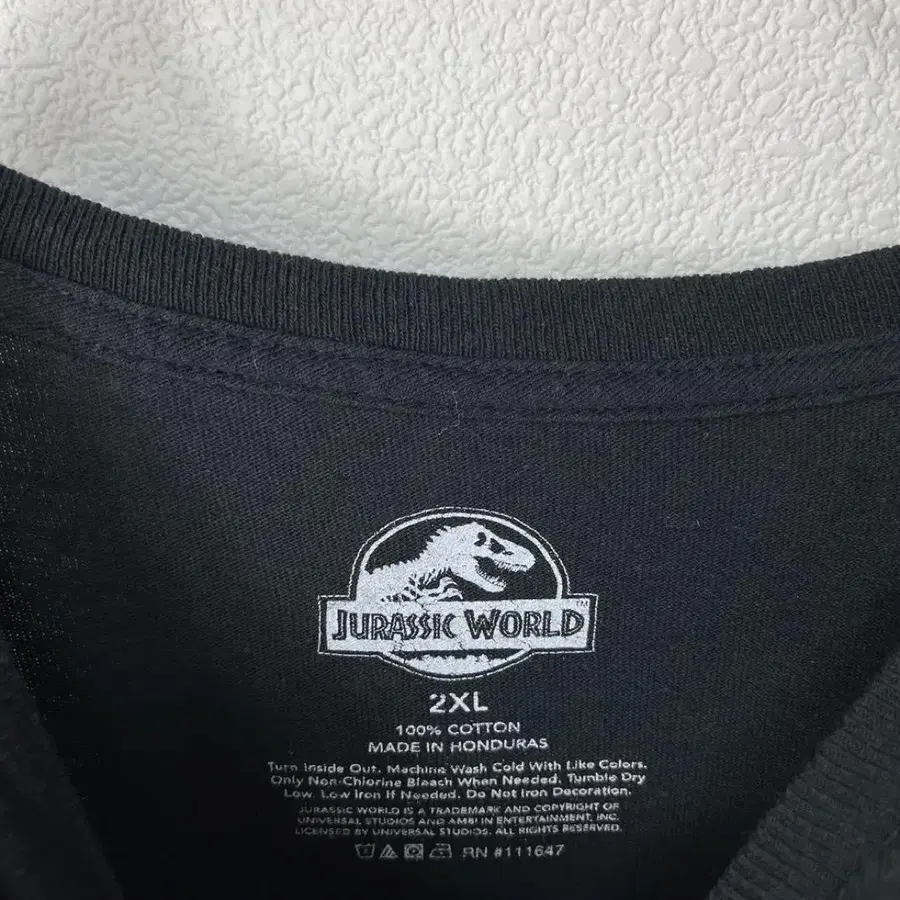 JURASSIC WORLD™
2XL
100% COTTON
MADE IN HONDURAS
Turn Inside Out. Machine Wash Cold With Like Colors.
Only Non-Chlorine Bleach When Needed. Tumble Dry
Low. Low Iron If Needed. Do Not Iron Decoration.
JURASSIC WORLD IS A TRADEMARK AND COPYRIGHT OF
UNIVERSAL STUDIOS AND AMBLIN ENTERTAINMENT, INC.
LICENSED BY UNIVERSAL STUDIOS. ALL RIGHTS RESERVED.
RN #111647